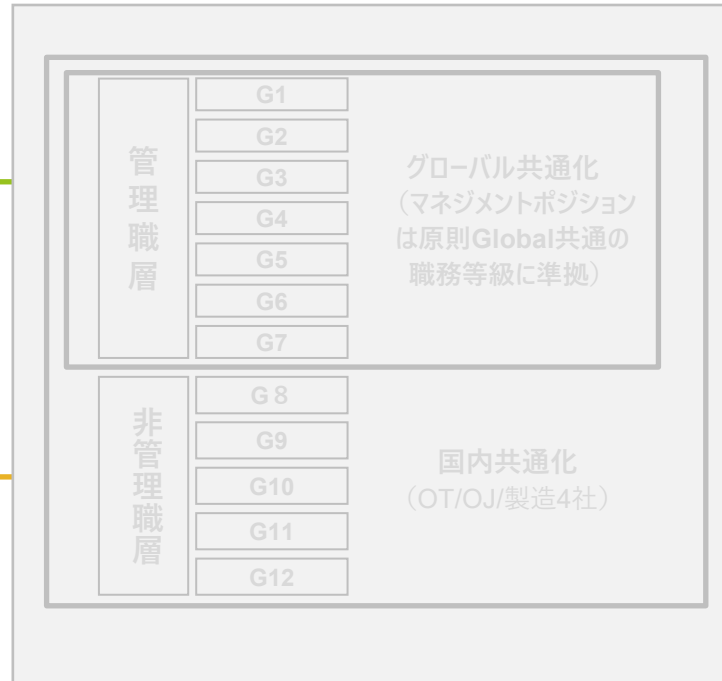 管理職層
G1
G2
G3
G4
G5
G6
G7
グローバル共通化
（マネジメントポジション
は原則Global共通の
職務等級に準拠）
非管理職層
G８
G9
G10
G11
G12
国内共通化
（OT/OJ/製造4社）